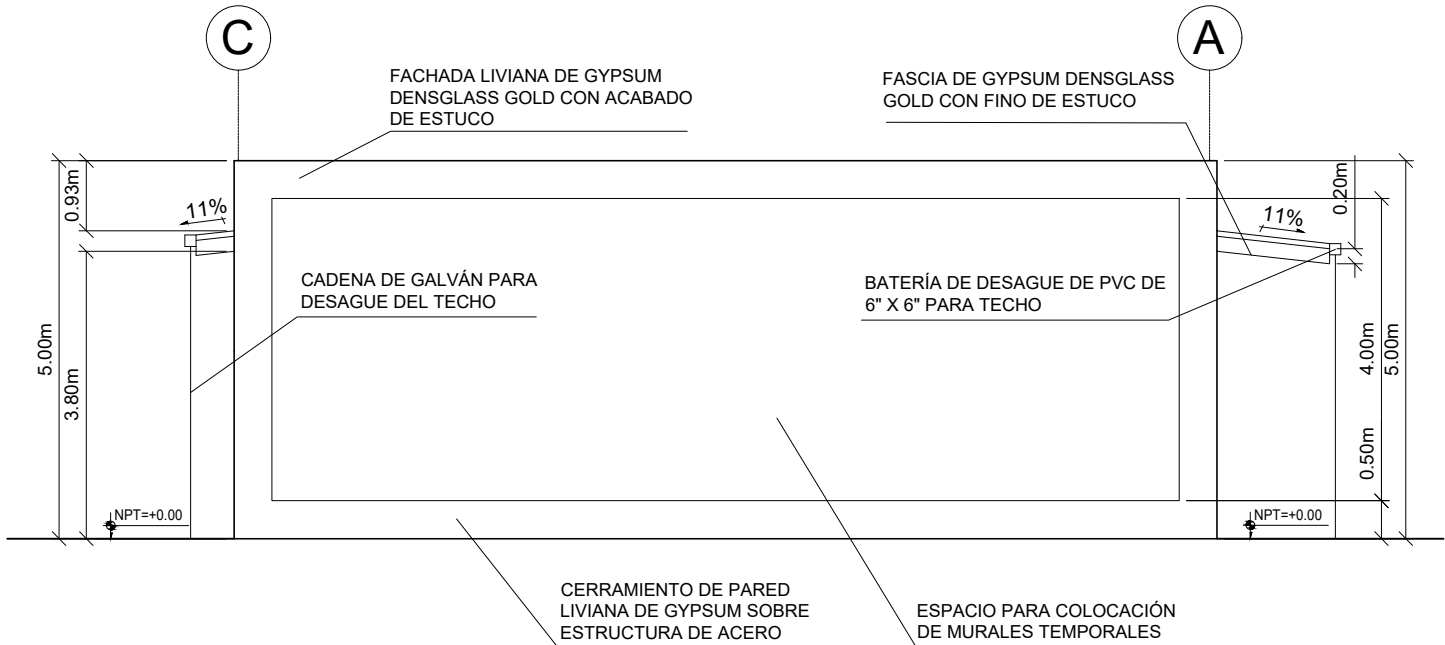 C
A
FACHADA LIVIANA DE GYPSUM
DENSGLASS GOLD CON ACABADO
DE ESTUCO
FASCIA DE GYPSUM DENSGLASS
GOLD CON FINO DE ESTUCO
0.93m
11%
11%
0.20m
CADENA DE GALVÁN PARA
DESAGUE DEL TECHO
BATERÍA DE DESAGUE DE PVC DE
6" X 6" PARA TECHO
5.00m
3.80m
4.00m
5.00m
0.50m
NPT=+0.00
NPT=+0.00
CERRAMIENTO DE PARED
LIVIANA DE GYPSUM SOBRE
ESTRUCTURA DE ACERO
ESPACIO PARA COLOCACIÓN
DE MURALES TEMPORALES